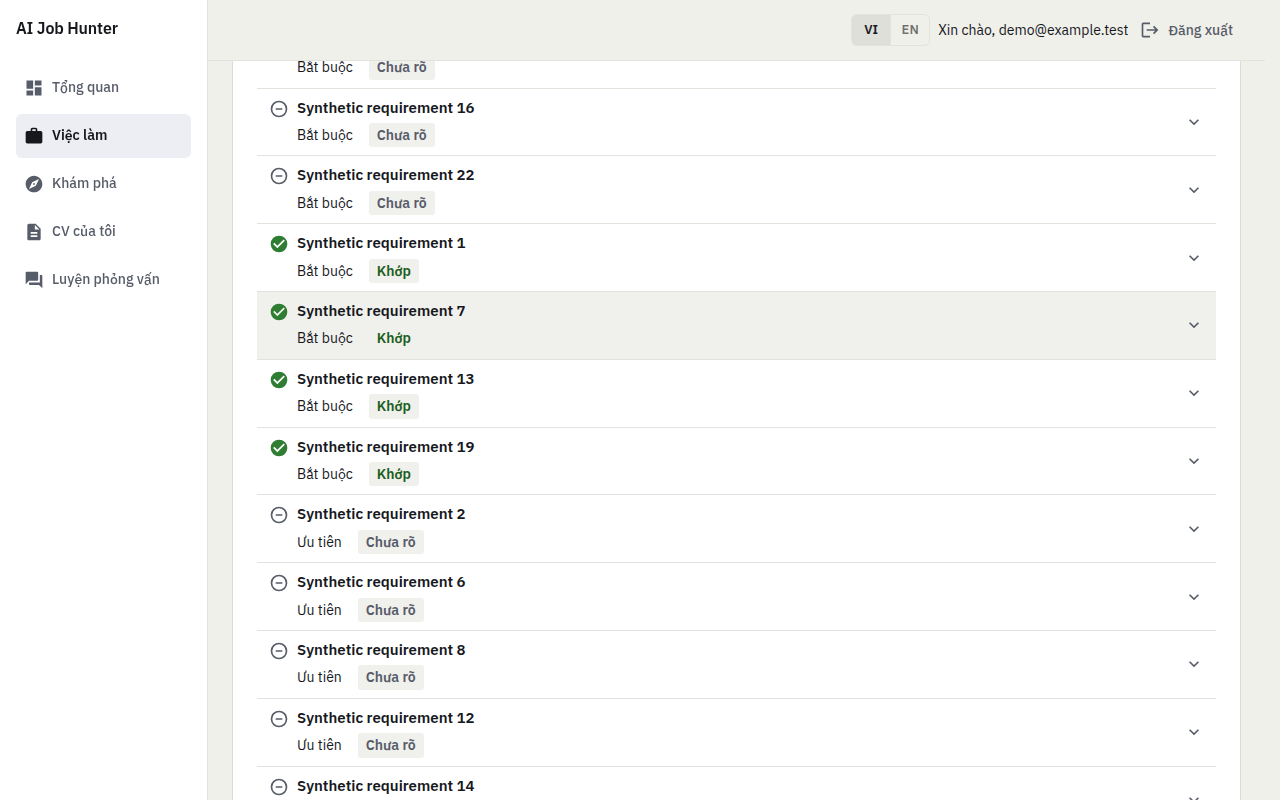 AI Job Hunter
VI EN Xin chào, demo@example.test Đăng xuất
Tổng quan
Việc làm
Khám phá
CV của tôi
Luyện phỏng vấn
Bắt buộc Chưa rõ
Synthetic requirement 16
Bắt buộc Chưa rõ
Synthetic requirement 22
Bắt buộc Chưa rõ
Synthetic requirement 1
Bắt buộc Khớp
Synthetic requirement 7
Bắt buộc Khớp
Synthetic requirement 13
Bắt buộc Khớp
Synthetic requirement 19
Bắt buộc Khớp
Synthetic requirement 2
Ưu tiên Chưa rõ
Synthetic requirement 6
Ưu tiên Chưa rõ
Synthetic requirement 8
Ưu tiên Chưa rõ
Synthetic requirement 12
Ưu tiên Chưa rõ
Synthetic requirement 14